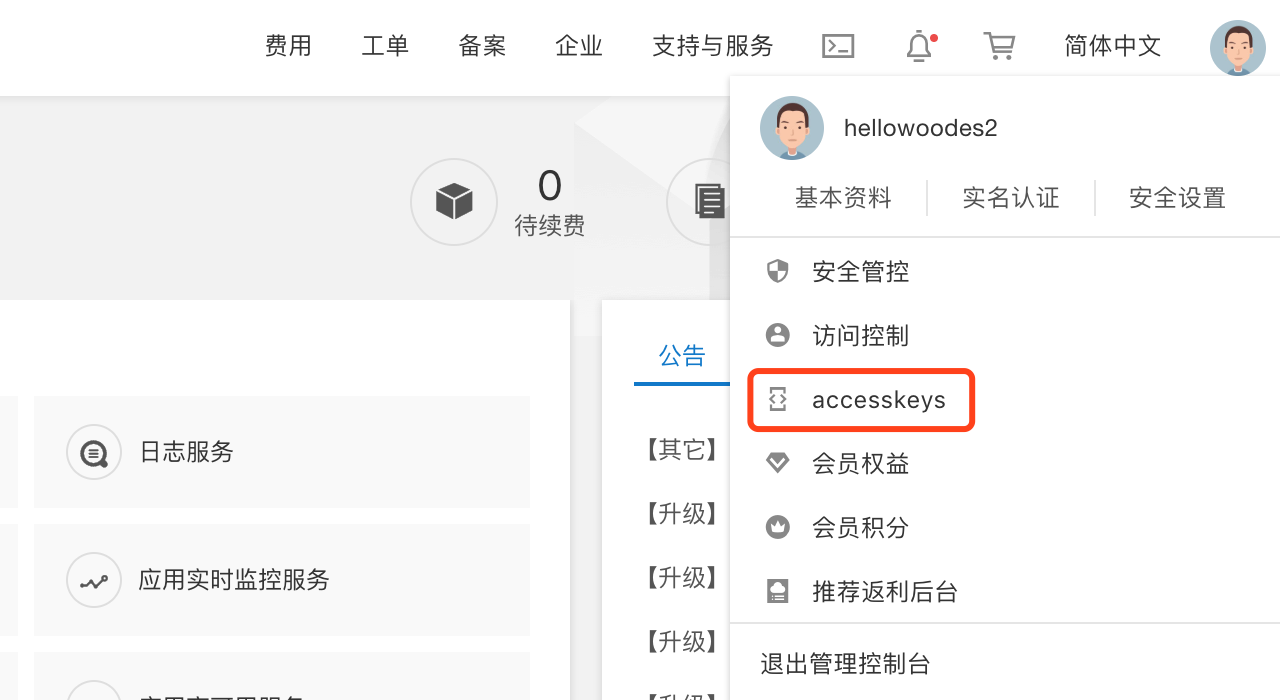 费用 工单 备案 企业 支持与服务 简体中文
hellowoodes2
基本资料 实名认证 安全设置
0
待续费
安全管控
访问控制
accesskeys
会员权益
会员积分
推荐返利后台
退出管理控制台
公告
【其它】
【升级】
【升级】
【升级】
日志服务
应用实时监控服务